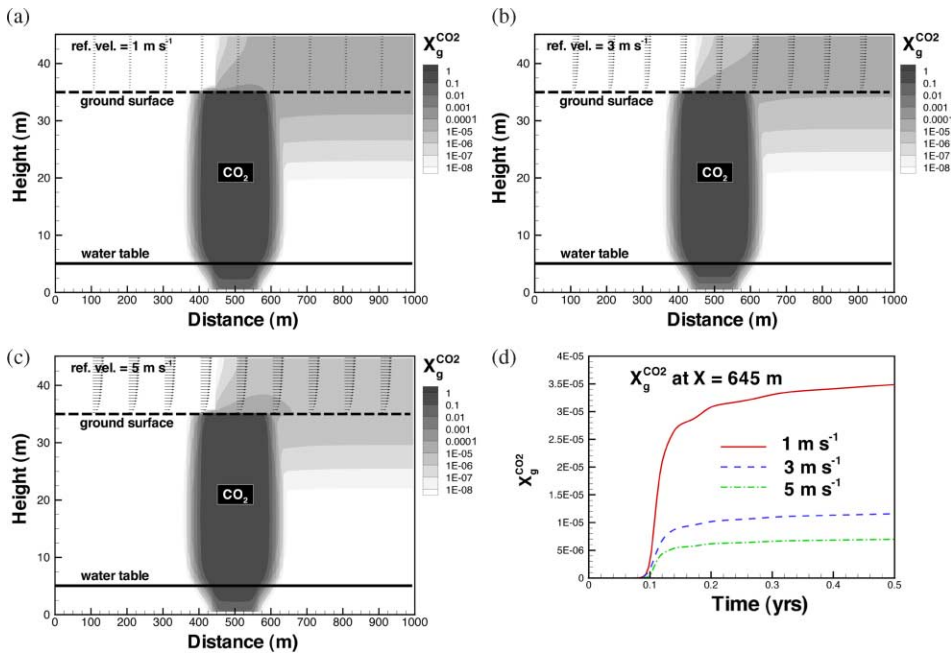 (a)
ref. vel. = 1 m s⁻¹
X_g^CO2
1
0.1
0.01
0.001
0.0001
1E-05
1E-06
1E-07
1E-08
ground surface
CO₂
water table
Height (m)
40
30
20
10
0
0 100 200 300 400 500 600 700 800 900 1000
Distance (m)
(b)
ref. vel. = 3 m s⁻¹
X_g^CO2
1
0.1
0.01
0.001
0.0001
1E-05
1E-06
1E-07
1E-08
ground surface
CO₂
water table
Height (m)
40
30
20
10
0
0 100 200 300 400 500 600 700 800 900 1000
Distance (m)
(c)
ref. vel. = 5 m s⁻¹
X_g^CO2
1
0.1
0.01
0.001
0.0001
1E-05
1E-06
1E-07
1E-08
ground surface
CO₂
water table
Height (m)
40
30
20
10
0
0 100 200 300 400 500 600 700 800 900 1000
Distance (m)
(d)
X_g^CO2 at X = 645 m
1 m s⁻¹
3 m s⁻¹
5 m s⁻¹
X_g^CO2
4E-05
3.5E-05
3E-05
2.5E-05
2E-05
1.5E-05
1E-05
5E-06
0
0 0.1 0.2 0.3 0.4 0.5
Time (yrs)